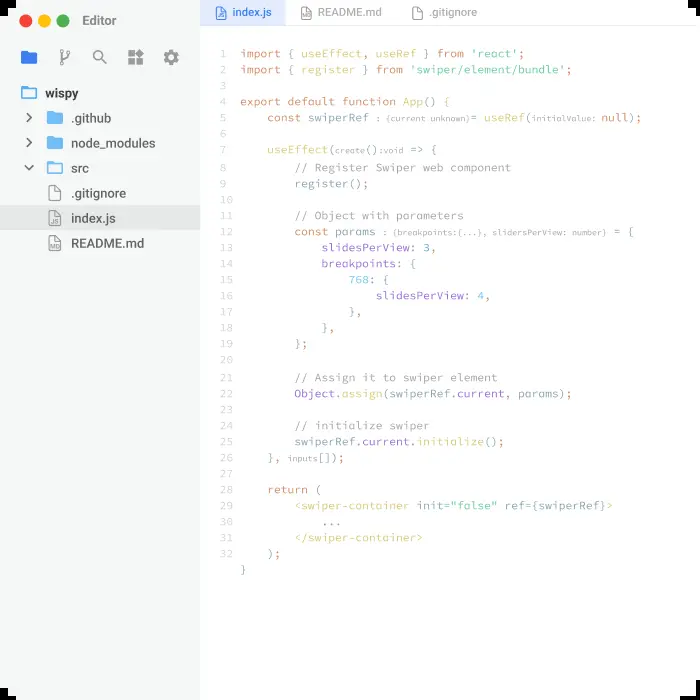 Editor
index.js
README.md
.gitignore
wispy
.github
node_modules
src
.gitignore
index.js
README.md
1 import { useEffect, useRef } from 'react';
2 import { register } from 'swiper/element/bundle';
3
4 export default function App() {
5 const swiperRef : {current unknown}= useRef(initialValue: null);
6
7 useEffect(create():void => {
8 // Register Swiper web component
9 register();
10
11 // Object with parameters
12 const params : {breakpoints:{...}, slidersPerView: number} = {
13 slidesPerView: 3,
14 breakpoints: {
15 768: {
16 slidesPerView: 4,
17 },
18 },
19 };
20
21 // Assign it to swiper element
22 Object.assign(swiperRef.current, params);
23
24 // initialize swiper
25 swiperRef.current.initialize();
26 }, inputs[]);
27
28 return (
29 <swiper-container init="false" ref={swiperRef}>
30 ...
31 </swiper-container>
32 );
}